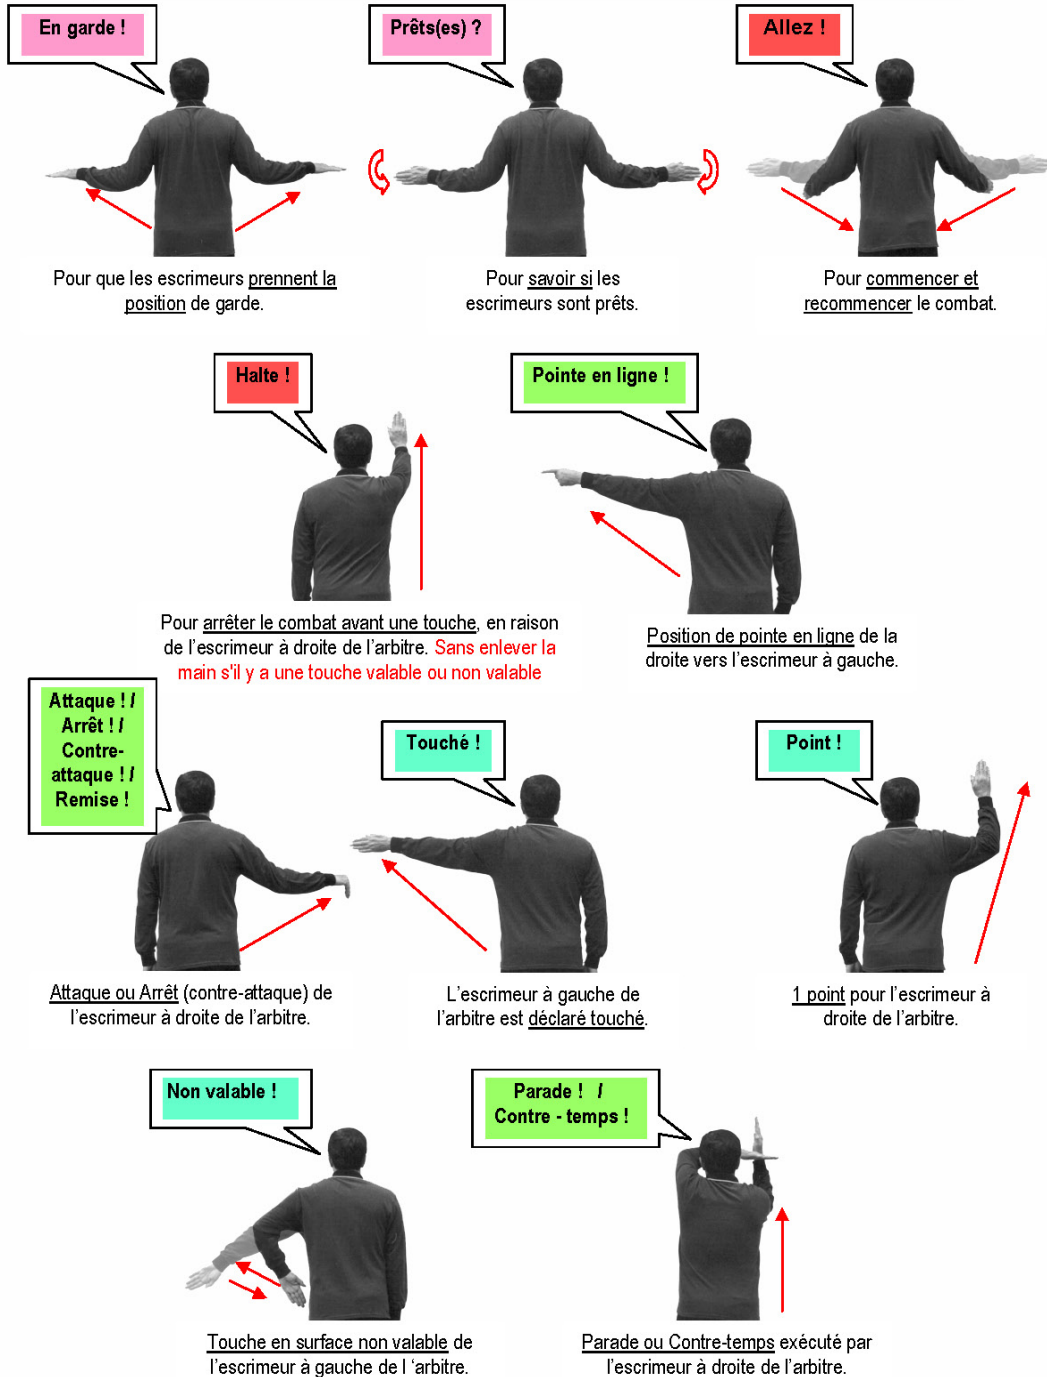 En garde !
Prêts(es) ?
Allez !
Pour que les escrimeurs prennent la
position de garde.
Pour savoir si les
escrimeurs sont prêts.
Pour commencer et
recommencer le combat.
Halte !
Pointe en ligne !
Pour arrêter le combat avant une touche, en raison
de l'escrimeur à droite de l'arbitre. Sans enlever la
main s'il y a une touche valable ou non valable
Position de pointe en ligne de la
droite vers l'escrimeur à gauche.
Attaque ! /
Arrêt ! /
Contre-
attaque ! /
Remise !
Touché !
Point !
Attaque ou Arrêt (contre-attaque) de
l'escrimeur à droite de l'arbitre.
L'escrimeur à gauche de
l'arbitre est déclaré touché.
1 point pour l'escrimeur à
droite de l'arbitre.
Non valable !
Parade ! /
Contre - temps !
Touche en surface non valable de
l'escrimeur à gauche de l 'arbitre.
Parade ou Contre-temps exécuté par
l'escrimeur à droite de l'arbitre.